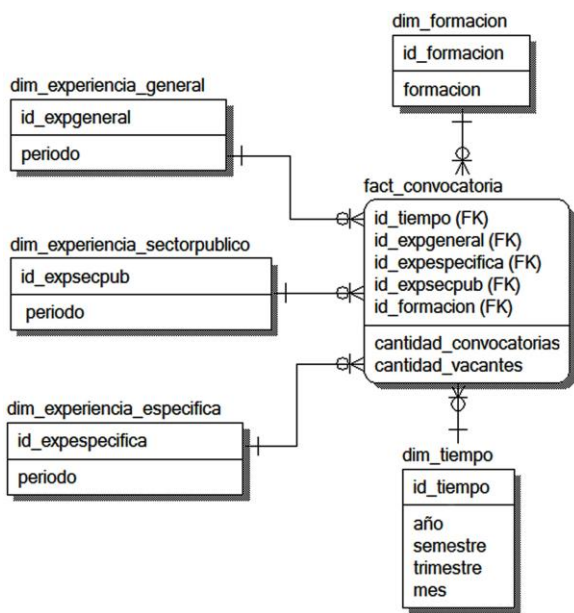 dim_formacion
id_formacion
formacion
dim_experiencia_general
id_expgeneral
periodo
fact_convocatoria
id_tiempo (FK)
id_expgeneral (FK)
id_expespecifica (FK)
id_expsecpub (FK)
id_formacion (FK)
cantidad_convocatorias
cantidad_vacantes
dim_experiencia_sectorpublico
id_expsecpub
periodo
dim_experiencia_especifica
id_expespecifica
periodo
dim_tiempo
id_tiempo
año
semestre
trimestre
mes